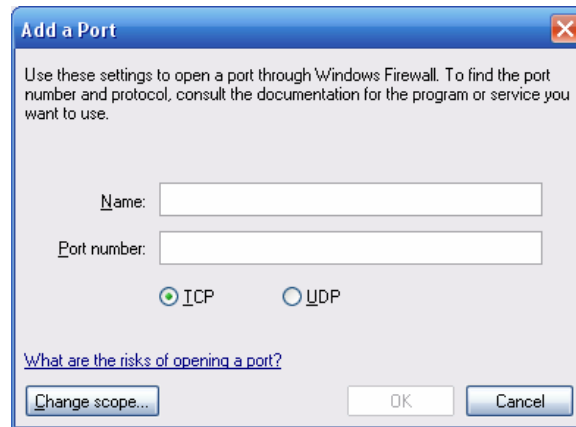 Add a Port
Use these settings to open a port through Windows Firewall. To find the port
number and protocol, consult the documentation for the program or service you
want to use.
Name:
Port number:
TCP
UDP
What are the risks of opening a port?
Change scope...
OK
Cancel